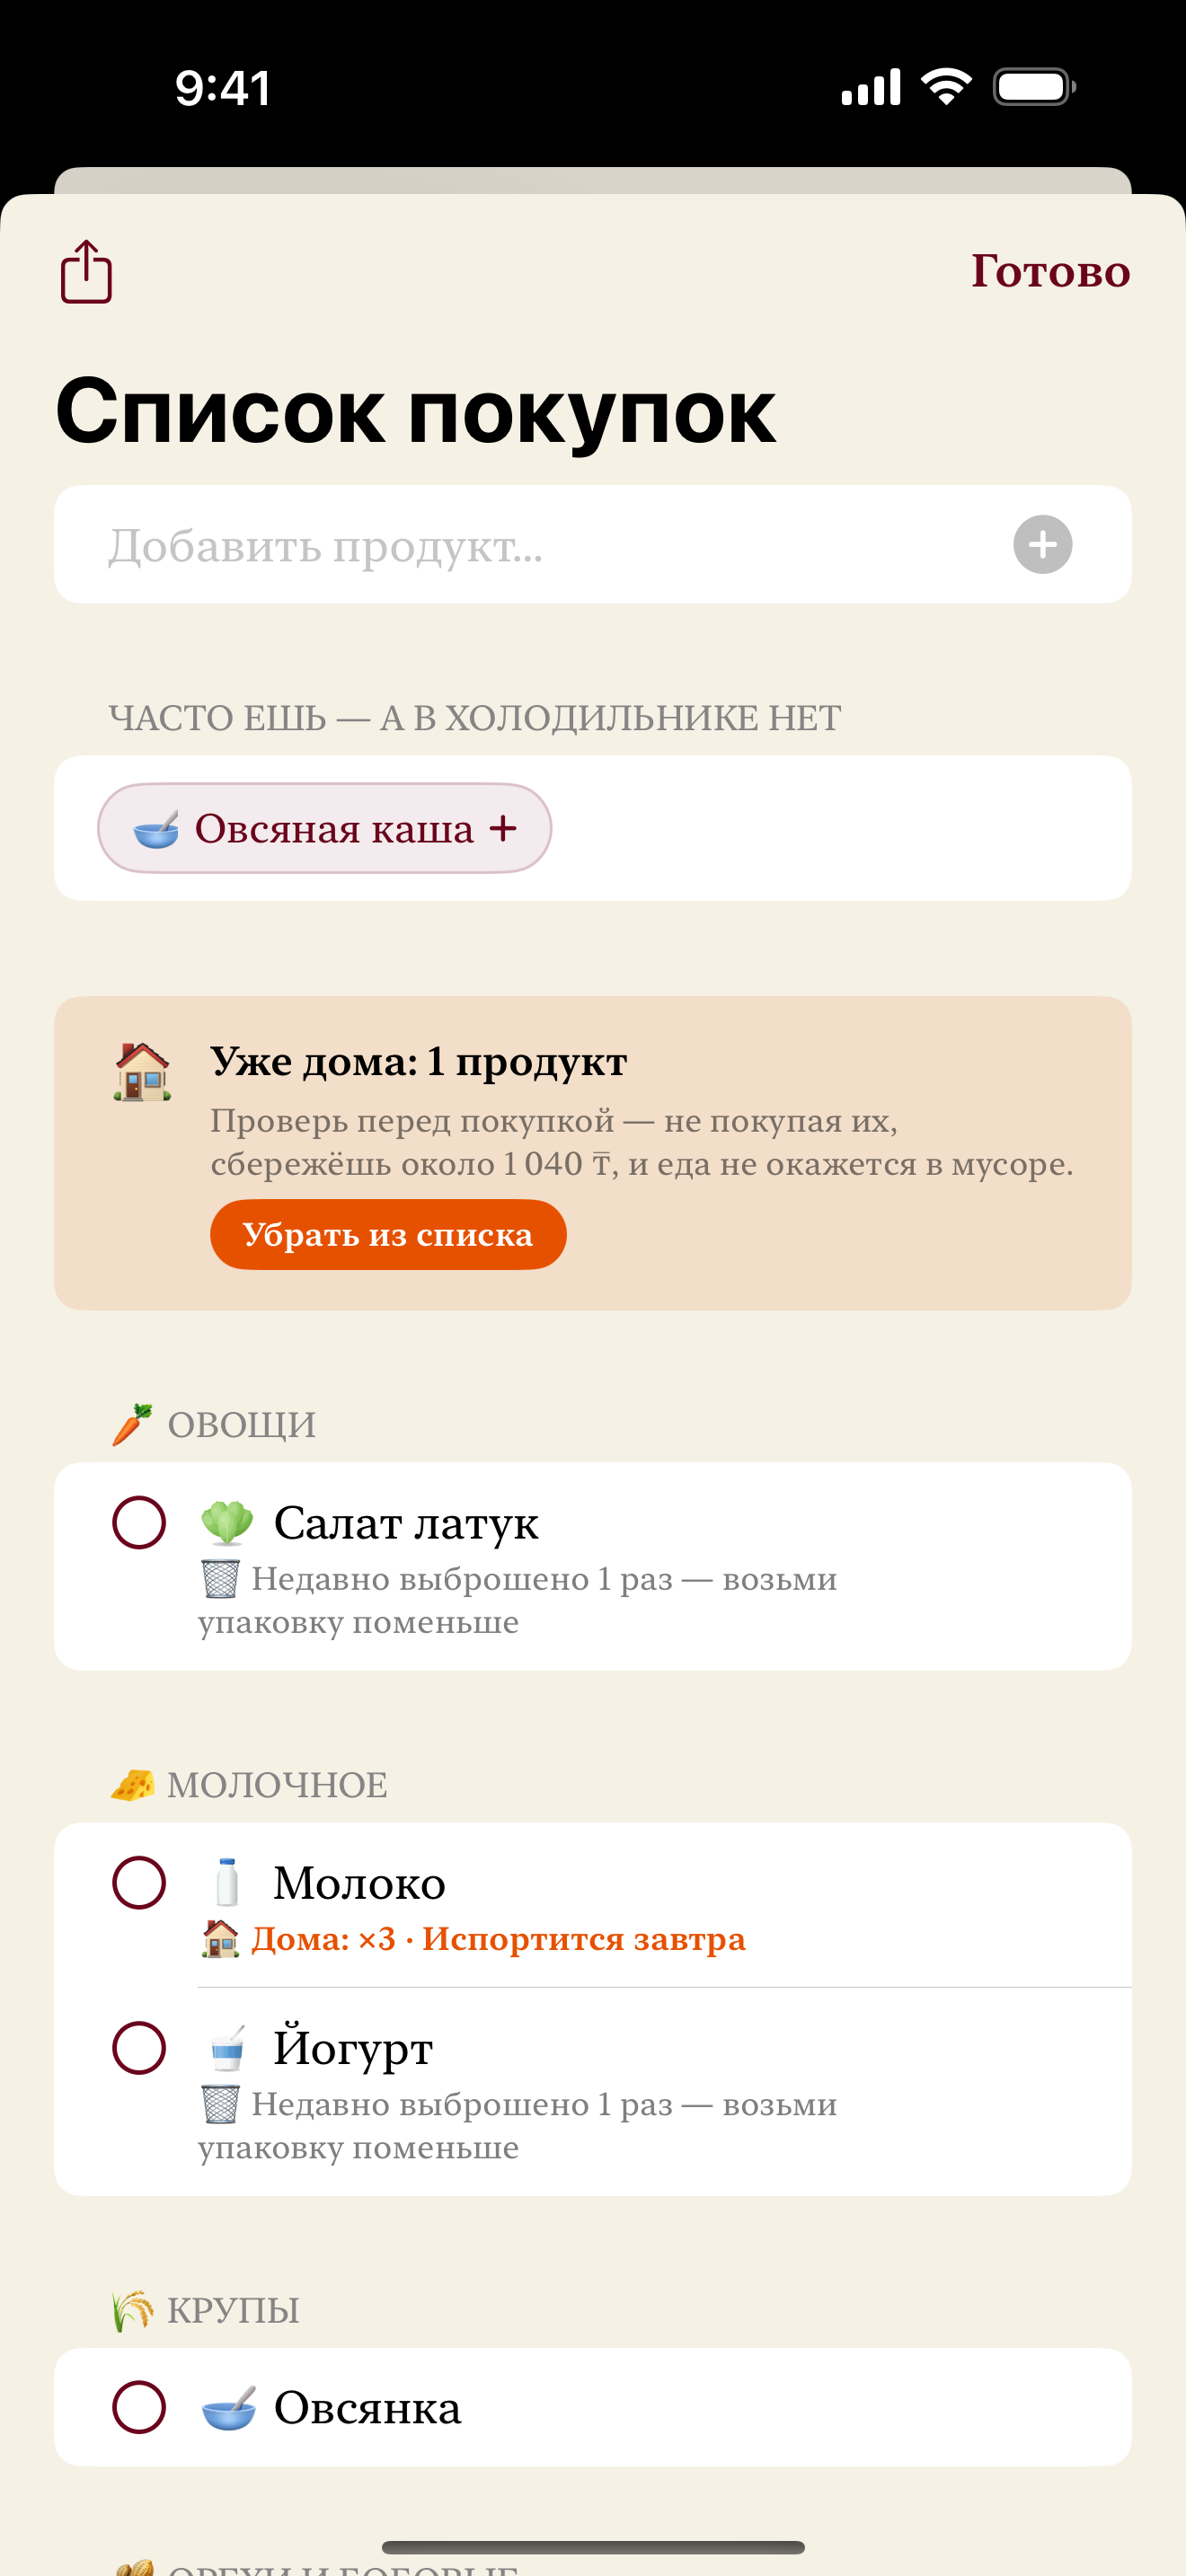 9:41
Готово
Список покупок
Добавить продукт...
ЧАСТО ЕШЬ — А В ХОЛОДИЛЬНИКЕ НЕТ
Овсяная каша +
Уже дома: 1 продукт
Проверь перед покупкой — не покупая их,
сбережёшь около 1 040 ₸, и еда не окажется в мусоре.
Убрать из списка
ОВОЩИ
Салат латук
Недавно выброшено 1 раз — возьми
упаковку поменьше
МОЛОЧНОЕ
Молоко
Дома: ×3 · Испортится завтра
Йогурт
Недавно выброшено 1 раз — возьми
упаковку поменьше
КРУПЫ
Овсянка
ОРЕХИ И БОБОВЫЕ